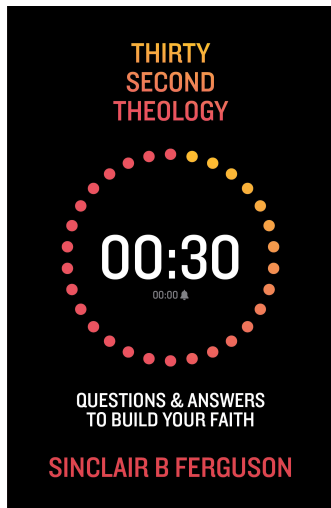 THIRTY
SECOND
THEOLOGY
00:30
00:00
QUESTIONS & ANSWERS
TO BUILD YOUR FAITH
SINCLAIR B FERGUSON